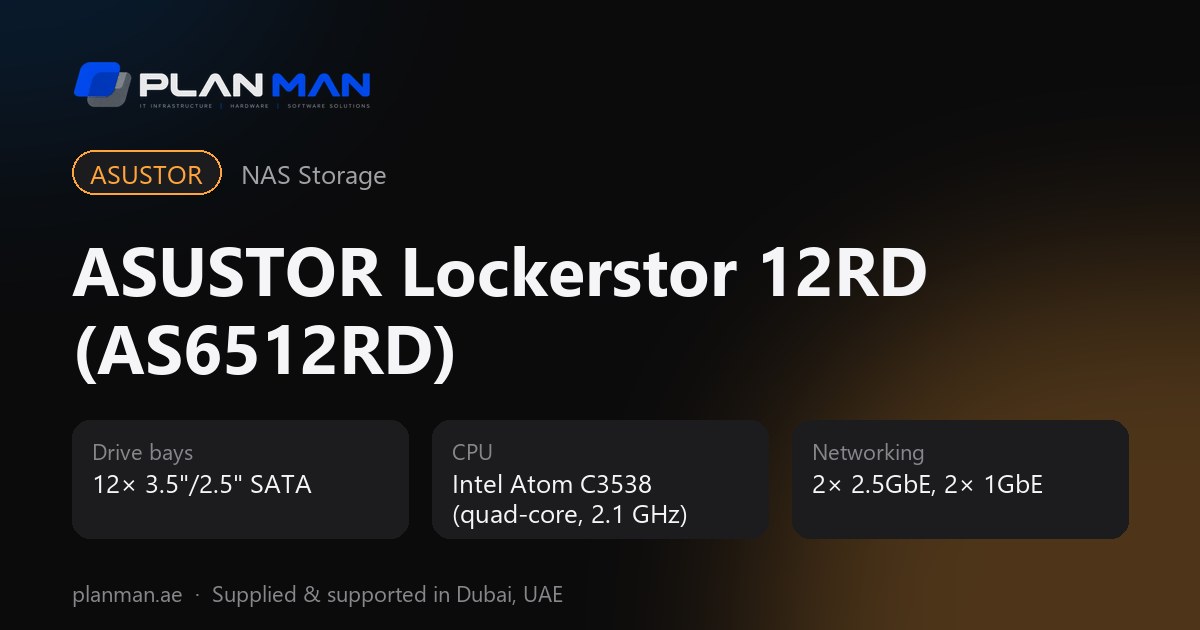 PLAN MAN
IT INFRASTRUCTURE | HARDWARE | SOFTWARE SOLUTIONS
ASUSTOR NAS Storage
ASUSTOR Lockerstor 12RD
(AS6512RD)
Drive bays
12× 3.5"/2.5" SATA
CPU
Intel Atom C3538
(quad-core, 2.1 GHz)
Networking
2× 2.5GbE, 2× 1GbE
planman.ae · Supplied & supported in Dubai, UAE